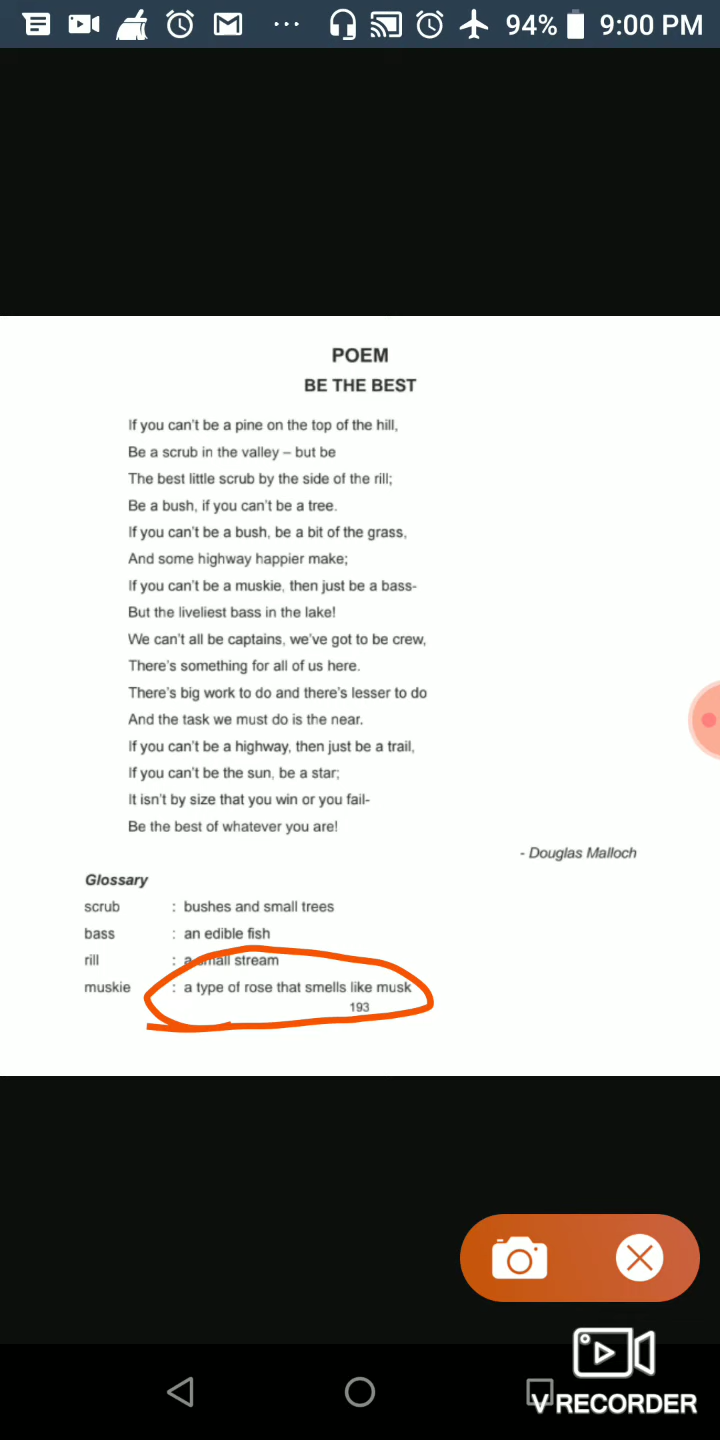 94% 9:00 PM
POEM
BE THE BEST
If you can't be a pine on the top of the hill,
Be a scrub in the valley – but be
The best little scrub by the side of the rill;
Be a bush, if you can't be a tree.
If you can't be a bush, be a bit of the grass,
And some highway happier make;
If you can't be a muskie, then just be a bass-
But the liveliest bass in the lake!
We can't all be captains, we've got to be crew,
There's something for all of us here.
There's big work to do and there's lesser to do
And the task we must do is the near.
If you can't be a highway, then just be a trail,
If you can't be the sun, be a star;
It isn't by size that you win or you fail-
Be the best of whatever you are!
- Douglas Malloch
Glossary
scrub : bushes and small trees
bass : an edible fish
rill : a small stream
muskie : a type of rose that smells like musk
193
V RECORDER